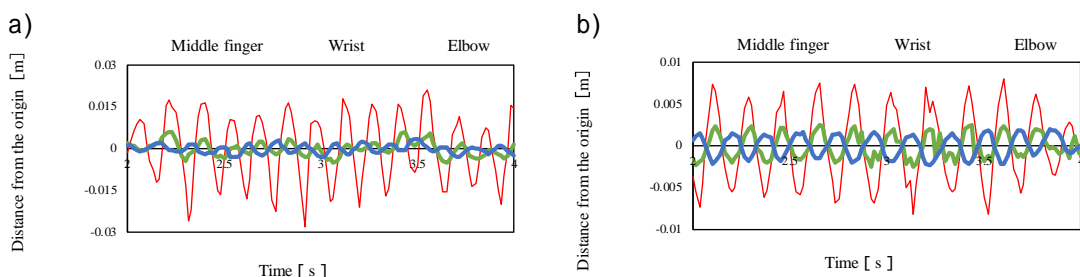 a)
Middle finger Wrist Elbow
0.03
0.015
0
-0.015
-0.03
2 2.5 3 3.5 4
Distance from the origin [m]
Time [ s ]
b)
Middle finger Wrist Elbow
0.01
0.005
0
-0.005
-0.01
2 2.5 3 3.5
Distance from the origin [m]
Time [ s ]